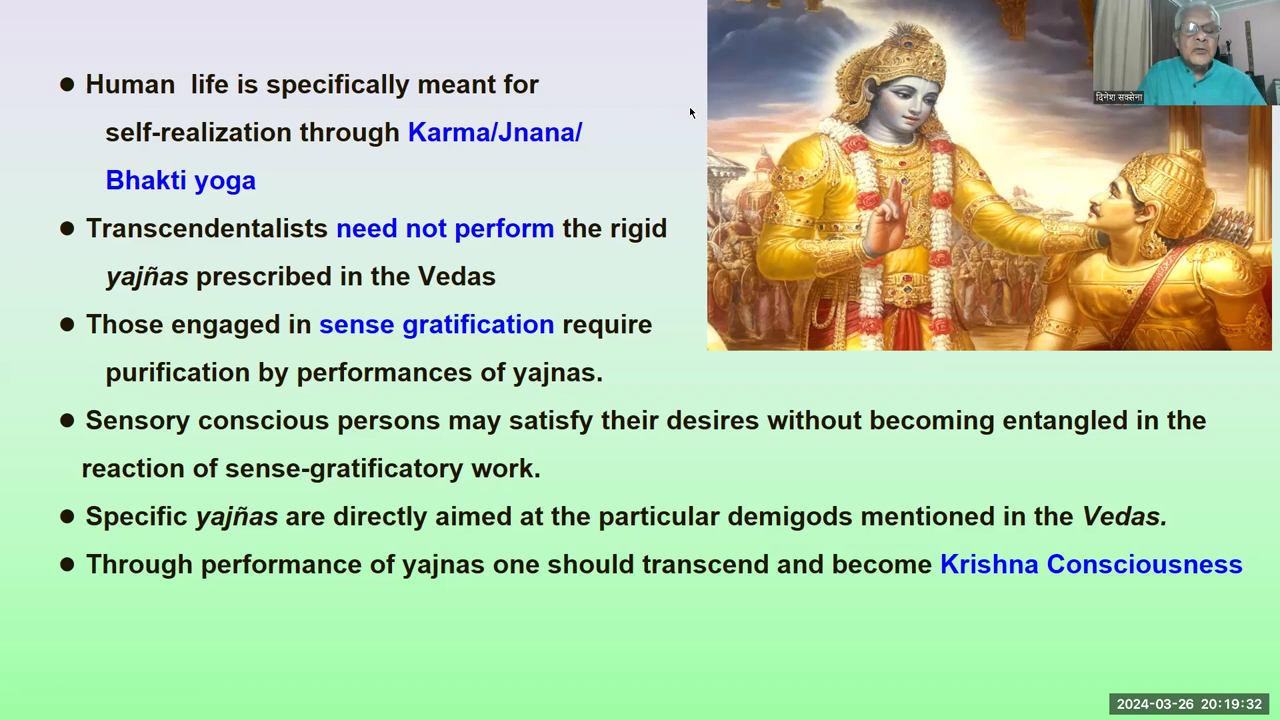 ● Human life is specifically meant for
self-realization through Karma/Jnana/
Bhakti yoga
● Transcendentalists need not perform the rigid
yajñas prescribed in the Vedas
● Those engaged in sense gratification require
purification by performances of yajnas.
● Sensory conscious persons may satisfy their desires without becoming entangled in the
reaction of sense-gratificatory work.
● Specific yajñas are directly aimed at the particular demigods mentioned in the Vedas.
● Through performance of yajnas one should transcend and become Krishna Consciousness
दिनेश सक्सेना
2024-03-26 20:19:32